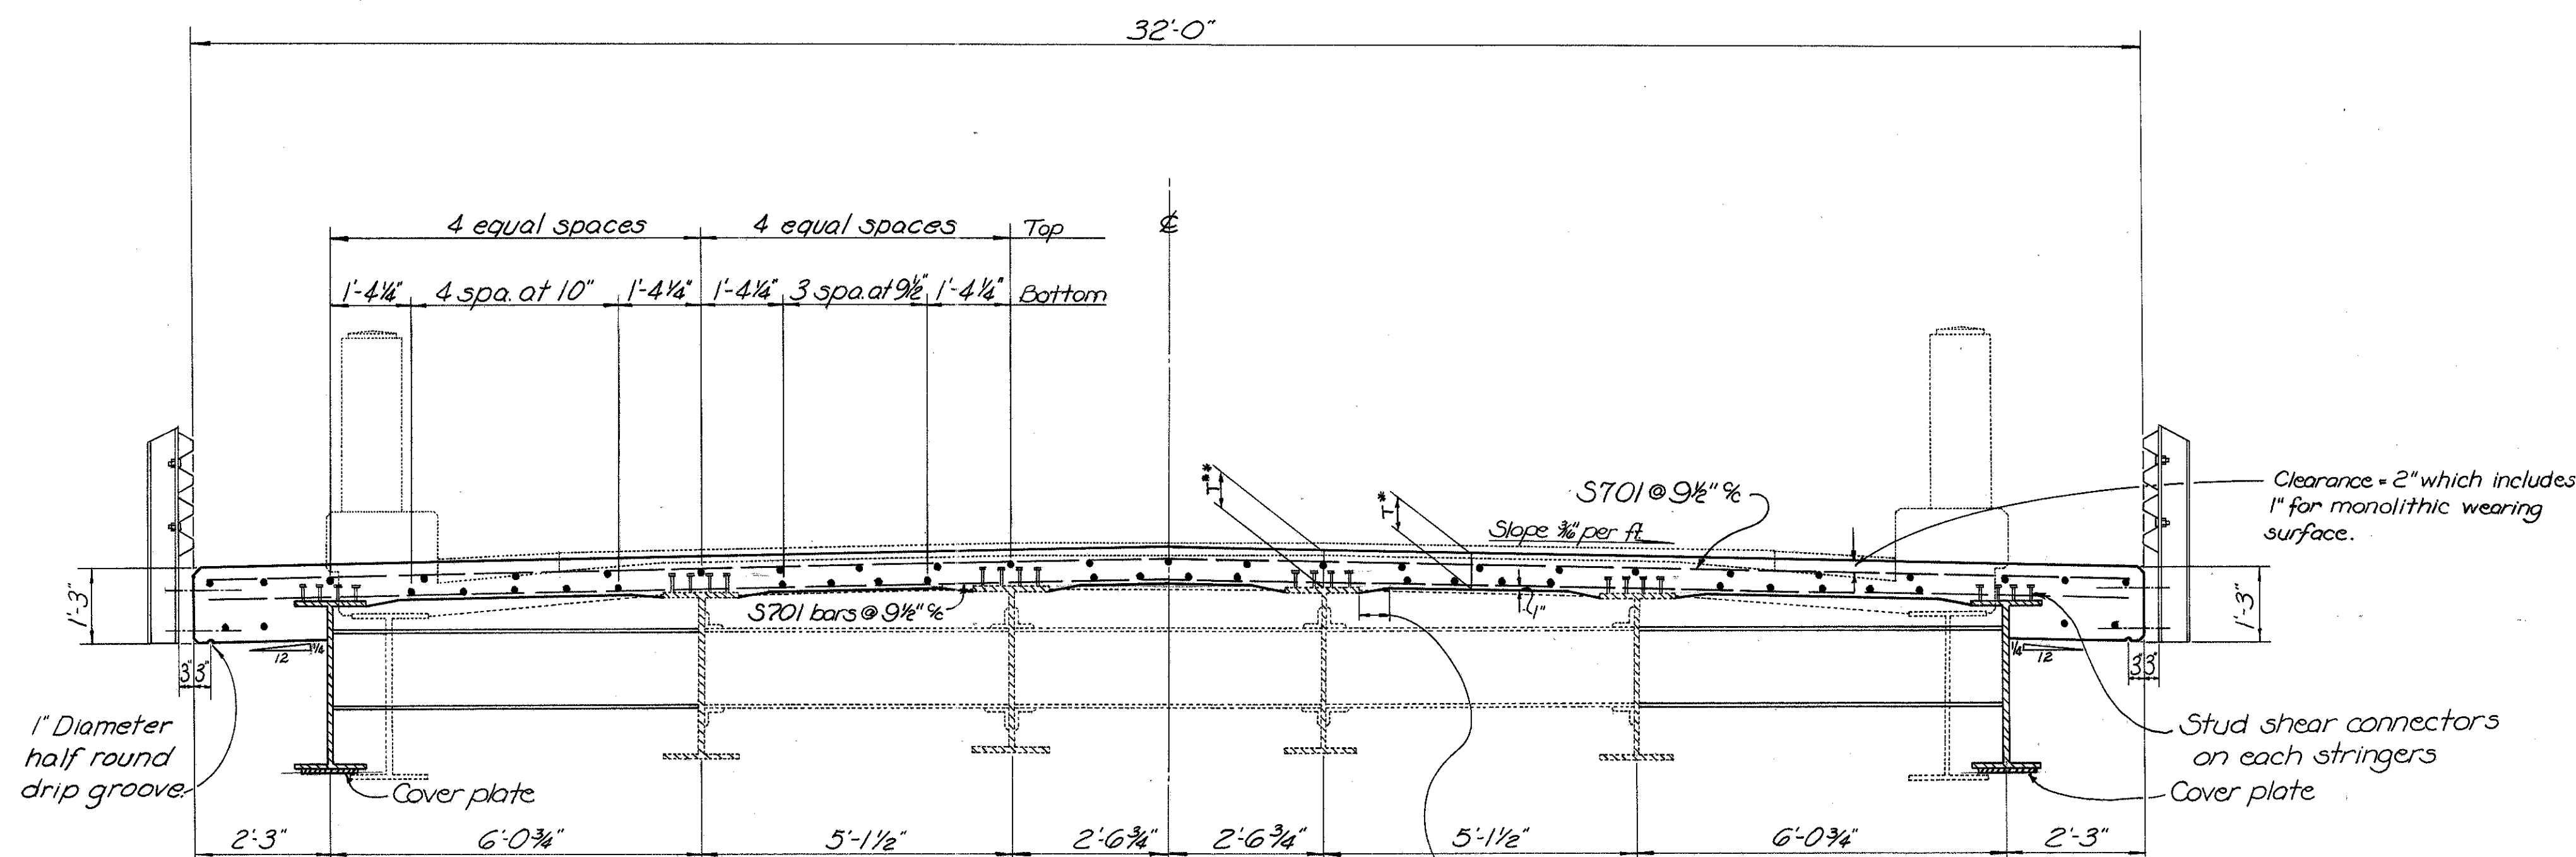 32'-0"
4 equal spaces
4 equal spaces
Top
℄
1'-4¼"
4 spa. at 10"
1'-4¼"
1'-4¼"
3 spa. at 9½"
1'-4¼"
Bottom
T**
T*
S701 @ 9½" c/c
Slope 3/16" per ft.
Clearance = 2" which includes
1" for monolithic wearing
surface.
1'-3"
S701 bars @ 9½" c/c
1"
1'-3"
12
¼
¼
12
3"
3"
3"
3"
1" Diameter
half round
drip groove.
Cover plate
Stud shear connectors
on each stringers
Cover plate
2'-3"
6'-0¾"
5'-1½"
2'-6¾"
2'-6¾"
5'-1½"
6'-0¾"
2'-3"